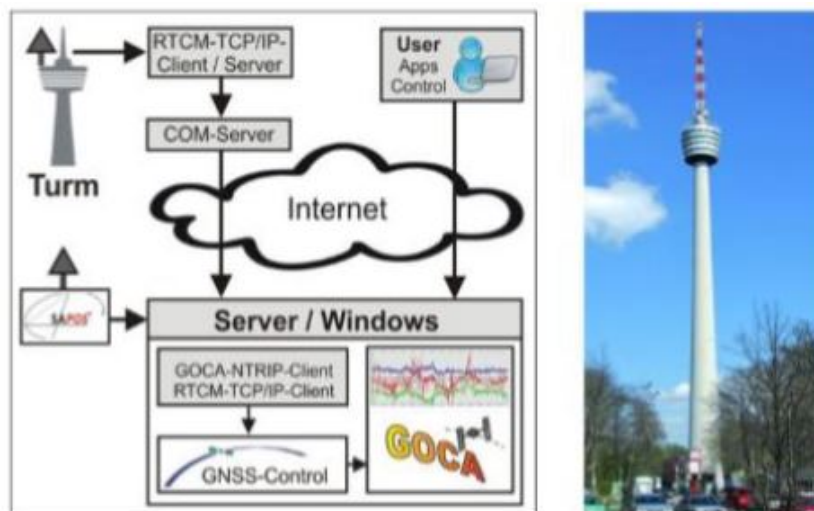 RTCM-TCP/IP-
Client / Server
User
Apps
Control
COM-Server
Turm
Internet
SAPOS
Server / Windows
GOCA-NTRIP-Client
RTCM-TCP/IP-Client
GNSS-Control
GOCA